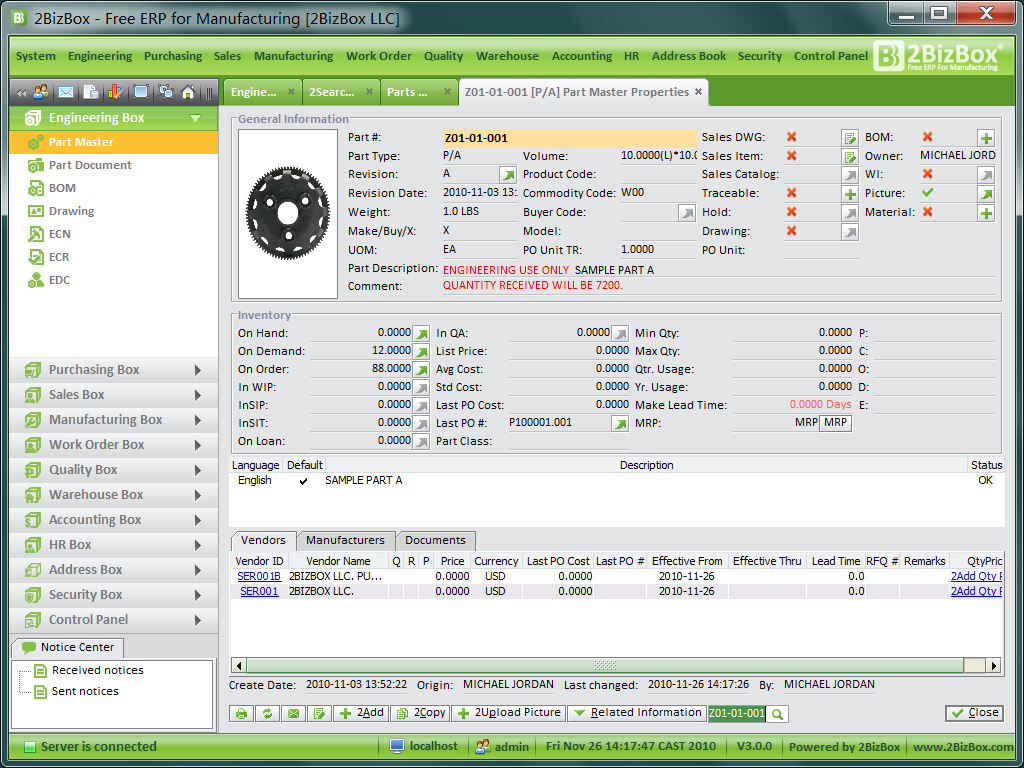 2BizBox - Free ERP for Manufacturing [2BizBox LLC]
System Engineering Purchasing Sales Manufacturing Work Order Quality Warehouse Accounting HR Address Book Security Control Panel 2BizBox®
Free ERP For Manufacturing
Engine... 2Searc... Parts ... Z01-01-001 [P/A] Part Master Properties
Engineering Box
Part Master
Part Document
BOM
Drawing
ECN
ECR
EDC
Purchasing Box
Sales Box
Manufacturing Box
Work Order Box
Quality Box
Warehouse Box
Accounting Box
HR Box
Address Box
Security Box
Control Panel
Notice Center
Received notices
Sent notices
General Information
Part #: Z01-01-001 Sales DWG: BOM:
Part Type: P/A Volume: 10.0000(L)*10.0 Sales Item: Owner: MICHAEL JORD
Revision: A Product Code: Sales Catalog: WI:
Revision Date: 2010-11-03 13: Commodity Code: W00 Traceable: Picture:
Weight: 1.0 LBS Buyer Code: Hold: Material:
Make/Buy/X: X Model: Drawing:
UOM: EA PO Unit TR: 1.0000 PO Unit:
Part Description: ENGINEERING USE ONLY SAMPLE PART A
Comment: QUANTITY RECEIVED WILL BE 7200.
Inventory
On Hand: 0.0000 In QA: 0.0000 Min Qty: 0.0000 P:
On Demand: 12.0000 List Price: 0.0000 Max Qty: 0.0000 C:
On Order: 88.0000 Avg Cost: 0.0000 Qtr. Usage: 0.0000 O:
In WIP: 0.0000 Std Cost: 0.0000 Yr. Usage: 0.0000 D:
InSIP: 0.0000 Last PO Cost: 0.0000 Make Lead Time: 0.0000 Days E:
InSIT: 0.0000 Last PO #: P100001.001 MRP: MRP MRP
On Loan: 0.0000 Part Class:
Language Default Description Status
English SAMPLE PART A OK
Vendors Manufacturers Documents
Vendor ID Vendor Name Q R P Price Currency Last PO Cost Last PO # Effective From Effective Thru Lead Time RFQ # Remarks QtyPric
SER001B 2BIZBOX LLC. PU... 0.0000 USD 0.0000 2010-11-26 0.0 2Add Qty P
SER001 2BIZBOX LLC. 0.0000 USD 0.0000 2010-11-26 0.0 2Add Qty P
Create Date: 2010-11-03 13:52:22 Origin: MICHAEL JORDAN Last changed: 2010-11-26 14:17:26 By: MICHAEL JORDAN
2Add 2Copy 2Upload Picture Related Information Z01-01-001 Close
Server is connected localhost admin Fri Nov 26 14:17:47 CAST 2010 V3.0.0 Powered by 2BizBox www.2BizBox.com